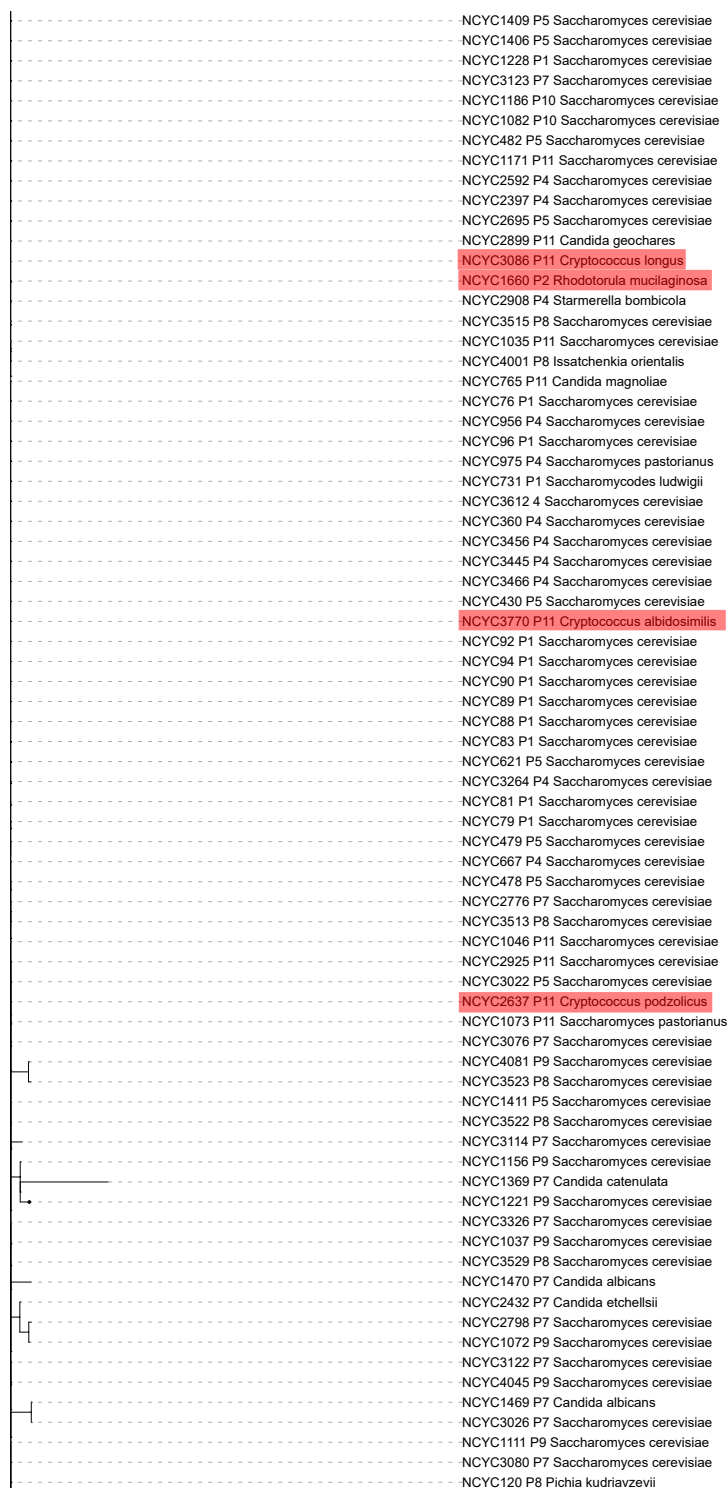 NCYC1409 P5 Saccharomyces cerevisiae
NCYC1406 P5 Saccharomyces cerevisiae
NCYC1228 P1 Saccharomyces cerevisiae
NCYC3123 P7 Saccharomyces cerevisiae
NCYC1186 P10 Saccharomyces cerevisiae
NCYC1082 P10 Saccharomyces cerevisiae
NCYC482 P5 Saccharomyces cerevisiae
NCYC1171 P11 Saccharomyces cerevisiae
NCYC2592 P4 Saccharomyces cerevisiae
NCYC2397 P4 Saccharomyces cerevisiae
NCYC2695 P5 Saccharomyces cerevisiae
NCYC2899 P11 Candida geochares
NCYC3086 P11 Cryptococcus longus
NCYC1660 P2 Rhodotorula mucilaginosa
NCYC2908 P4 Starmerella bombicola
NCYC3515 P8 Saccharomyces cerevisiae
NCYC1035 P11 Saccharomyces cerevisiae
NCYC4001 P8 Issatchenkia orientalis
NCYC765 P11 Candida magnoliae
NCYC76 P1 Saccharomyces cerevisiae
NCYC956 P4 Saccharomyces cerevisiae
NCYC96 P1 Saccharomyces cerevisiae
NCYC975 P4 Saccharomyces pastorianus
NCYC731 P1 Saccharomycodes ludwigii
NCYC3612 4 Saccharomyces cerevisiae
NCYC360 P4 Saccharomyces cerevisiae
NCYC3456 P4 Saccharomyces cerevisiae
NCYC3445 P4 Saccharomyces cerevisiae
NCYC3466 P4 Saccharomyces cerevisiae
NCYC430 P5 Saccharomyces cerevisiae
NCYC3770 P11 Cryptococcus albidosimilis
NCYC92 P1 Saccharomyces cerevisiae
NCYC94 P1 Saccharomyces cerevisiae
NCYC90 P1 Saccharomyces cerevisiae
NCYC89 P1 Saccharomyces cerevisiae
NCYC88 P1 Saccharomyces cerevisiae
NCYC83 P1 Saccharomyces cerevisiae
NCYC621 P5 Saccharomyces cerevisiae
NCYC3264 P4 Saccharomyces cerevisiae
NCYC81 P1 Saccharomyces cerevisiae
NCYC79 P1 Saccharomyces cerevisiae
NCYC479 P5 Saccharomyces cerevisiae
NCYC667 P4 Saccharomyces cerevisiae
NCYC478 P5 Saccharomyces cerevisiae
NCYC2776 P7 Saccharomyces cerevisiae
NCYC3513 P8 Saccharomyces cerevisiae
NCYC1046 P11 Saccharomyces cerevisiae
NCYC2925 P11 Saccharomyces cerevisiae
NCYC3022 P5 Saccharomyces cerevisiae
NCYC2637 P11 Cryptococcus podzolicus
NCYC1073 P11 Saccharomyces pastorianus
NCYC3076 P7 Saccharomyces cerevisiae
NCYC4081 P9 Saccharomyces cerevisiae
NCYC3523 P8 Saccharomyces cerevisiae
NCYC1411 P5 Saccharomyces cerevisiae
NCYC3522 P8 Saccharomyces cerevisiae
NCYC3114 P7 Saccharomyces cerevisiae
NCYC1156 P9 Saccharomyces cerevisiae
NCYC1369 P7 Candida catenulata
NCYC1221 P9 Saccharomyces cerevisiae
NCYC3326 P7 Saccharomyces cerevisiae
NCYC1037 P9 Saccharomyces cerevisiae
NCYC3529 P8 Saccharomyces cerevisiae
NCYC1470 P7 Candida albicans
NCYC2432 P7 Candida etchellsii
NCYC2798 P7 Saccharomyces cerevisiae
NCYC1072 P9 Saccharomyces cerevisiae
NCYC3122 P7 Saccharomyces cerevisiae
NCYC4045 P9 Saccharomyces cerevisiae
NCYC1469 P7 Candida albicans
NCYC3026 P7 Saccharomyces cerevisiae
NCYC1111 P9 Saccharomyces cerevisiae
NCYC3080 P7 Saccharomyces cerevisiae
NCYC120 P8 Pichia kudriavzevii